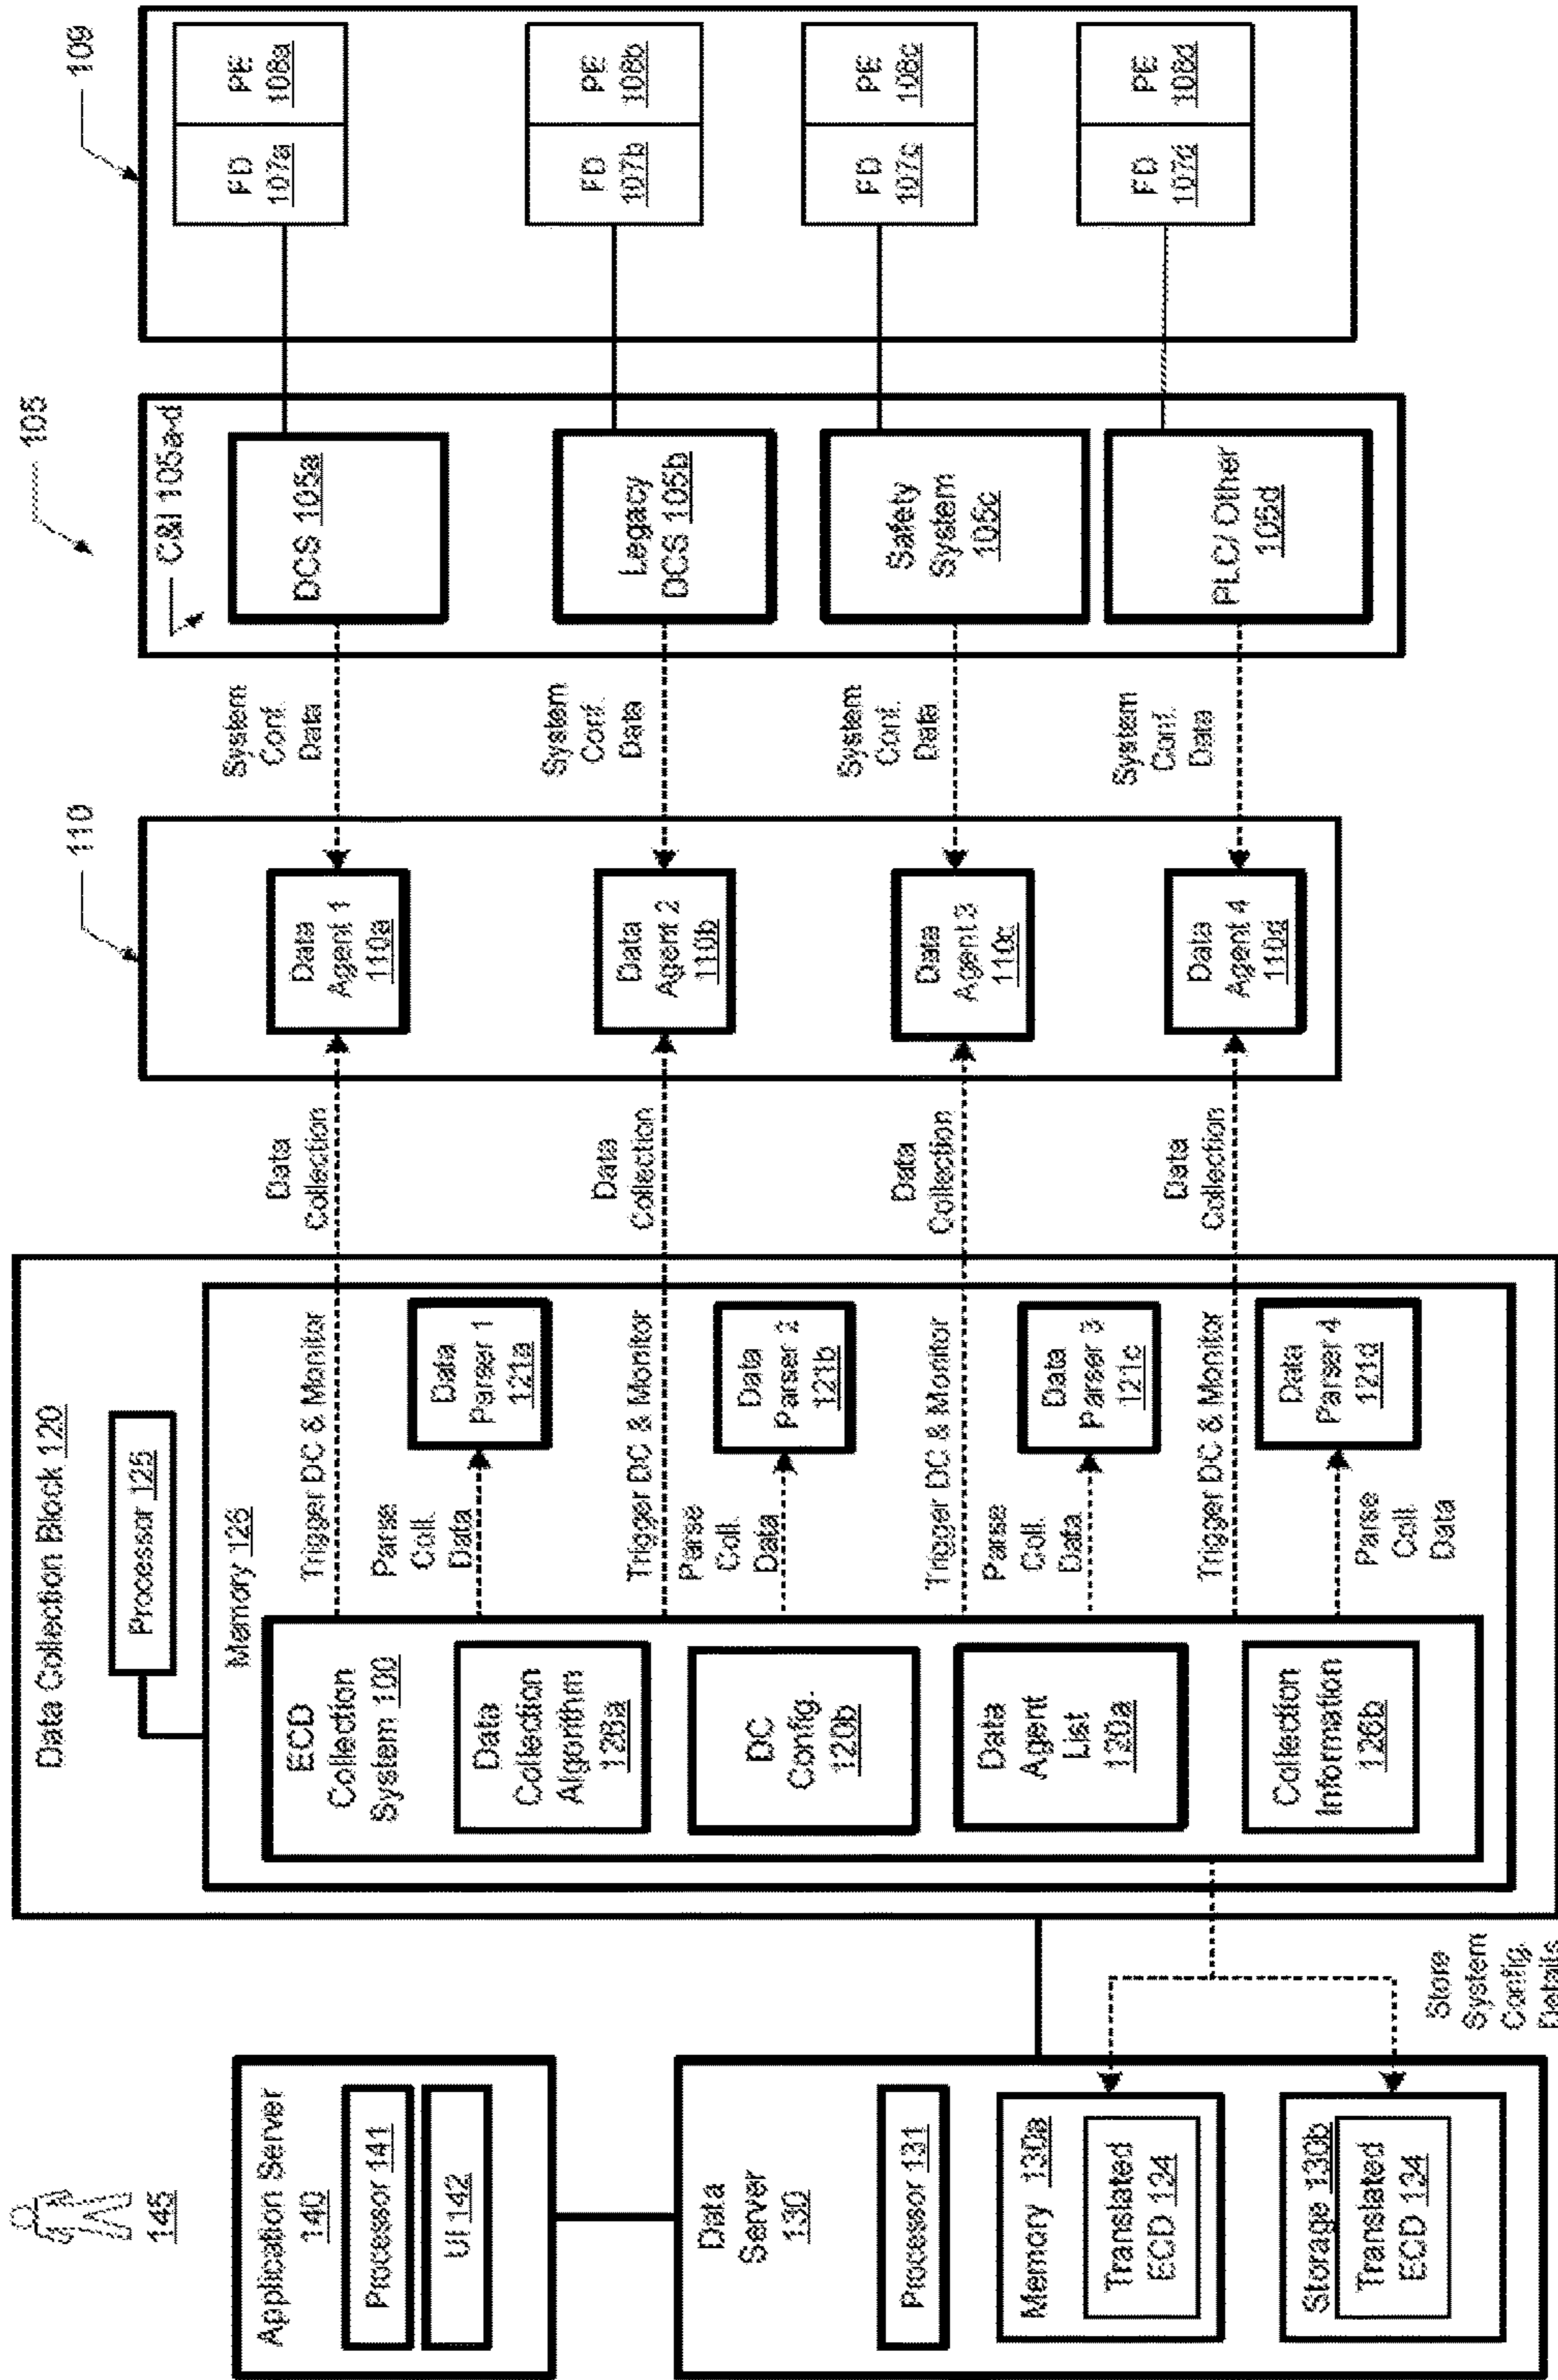 145
Application Server
140
Processor 141
UI 142
Data
Server
130
Processor 131
Memory 130a
Translated
ECD 124
Storage 130b
Translated
ECD 124
Store
System
Config.
Details
Data Collection Block 120
Processor 125
Memory 126
ECD
Collection
System 100
Data
Collection
Algorithm
126a
DC
Config.
120b
Data
Agent
List
120a
Collection
Information
126b
Trigger DC & Monitor
Parse
Coll.
Data
Data
Parser 1
121a
Trigger DC & Monitor
Parse
Coll.
Data
Data
Parser 2
121b
Trigger DC & Monitor
Parse
Coll.
Data
Data
Parser 3
121c
Trigger DC & Monitor
Parse
Coll.
Data
Data
Parser 4
121d
Data
Collection
Data
Collection
Data
Collection
Data
Collection
110
Data
Agent 1
110a
Data
Agent 2
110b
Data
Agent 3
110c
Data
Agent 4
110d
System
Conf.
Data
System
Conf.
Data
System
Conf.
Data
System
Conf.
Data
105
C&I 105a-d
DCS 105a
Legacy
DCS 105b
Safety
System
105c
PLC/ Other
105d
109
FD
107a
PE
108a
FD
107b
PE
108b
FD
107c
PE
108c
FD
107d
PE
108d